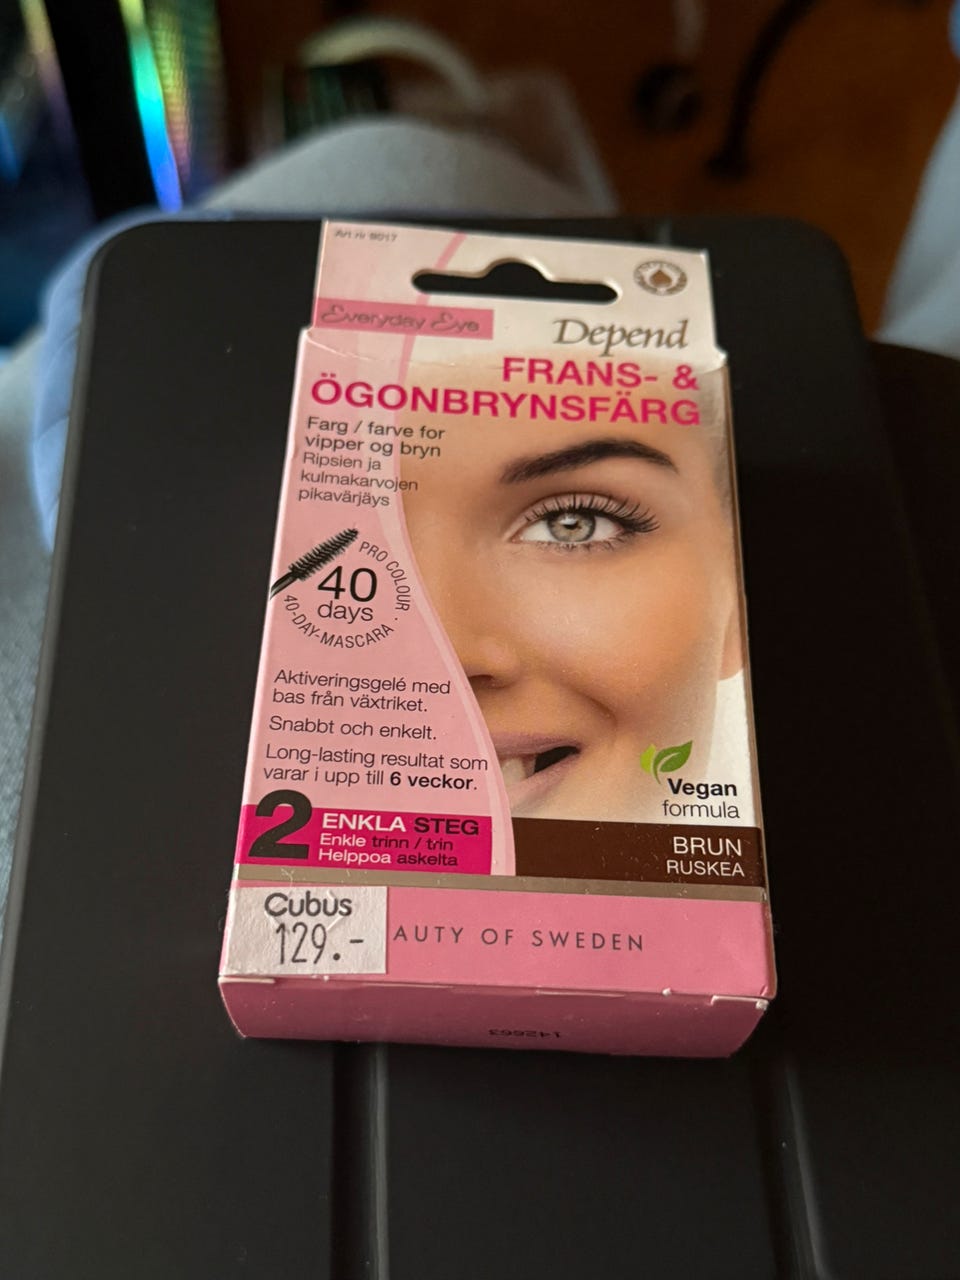 Art nr 9017
Everyday Eye
DEPEND
Depend
FRANS- &
ÖGONBRYNSFÄRG
Farg / farve for
vipper og bryn
Ripsien ja
kulmakarvojen
pikavärjäys
PRO COLOUR ·
40
days
40-DAY-MASCARA ·
Aktiveringsgelé med
bas från växtriket.
Snabbt och enkelt.
Long-lasting resultat som
varar i upp till 6 veckor.
Vegan
formula
2 ENKLA STEG
Enkle trinn / trin
Helppoa askelta
BRUN
RUSKEA
Cubus
129.-
AUTY OF SWEDEN
142663